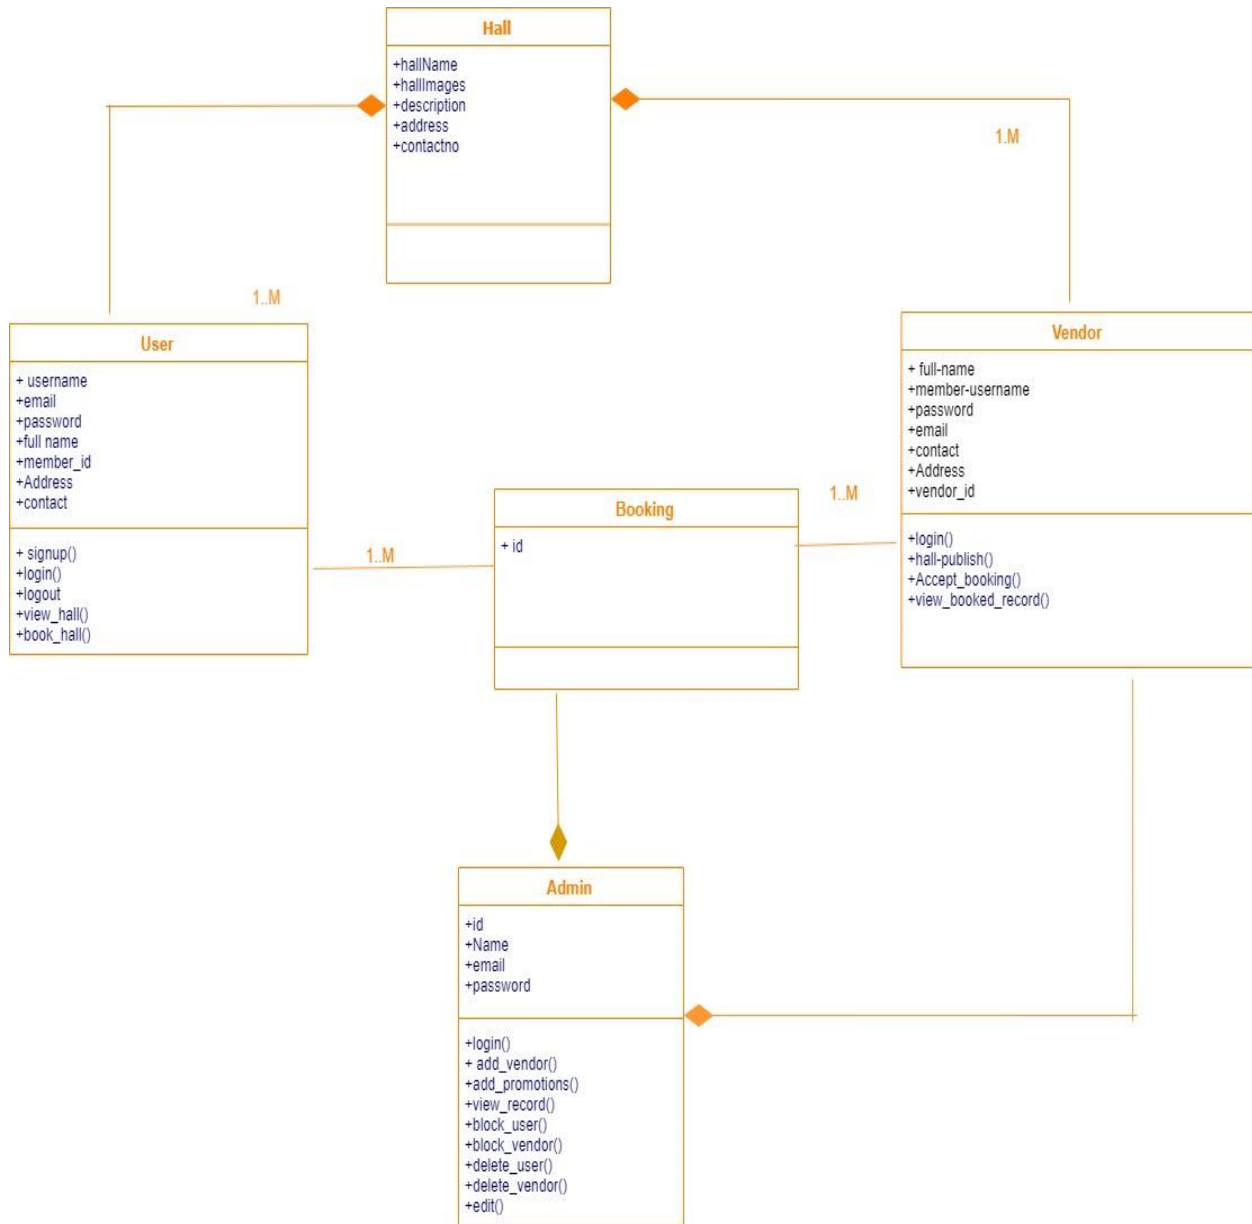 Hall
+hallName
+hallImages
+description
+address
+contactno
1.M
1..M
User
+ username
+email
+password
+full name
+member_id
+Address
+contact
+ signup()
+login()
+logout
+view_hall()
+book_hall()
1..M
Booking
+ id
1..M
Vendor
+ full-name
+member-username
+password
+email
+contact
+Address
+vendor_id
+login()
+hall-publish()
+Accept_booking()
+view_booked_record()
Admin
+id
+Name
+email
+password
+login()
+ add_vendor()
+add_promotions()
+view_record()
+block_user()
+block_vendor()
+delete_user()
+delete_vendor()
+edit()